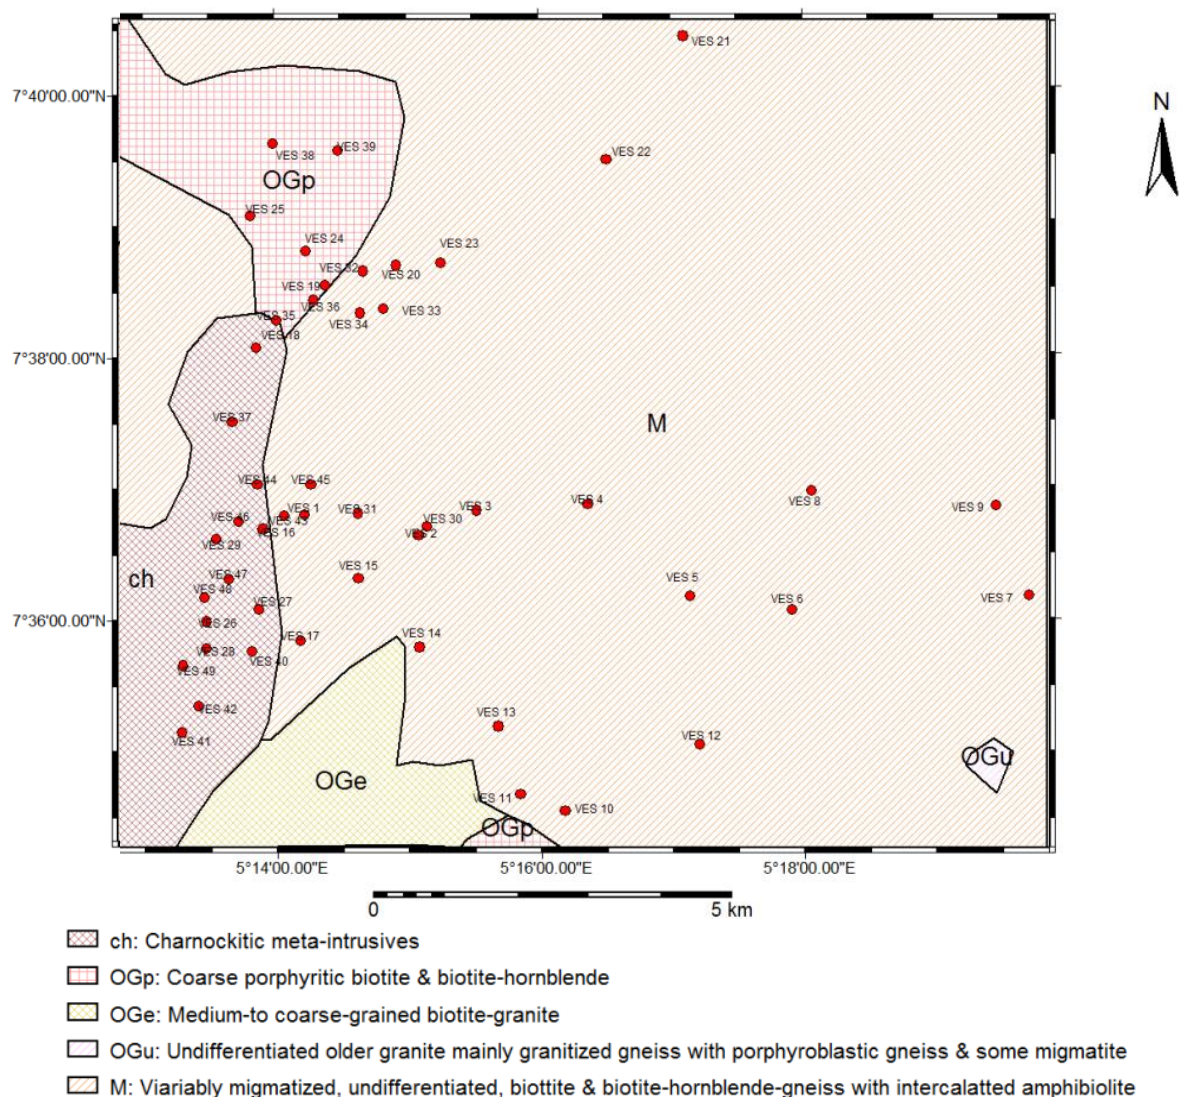 VES 21
N
7°40'00.00"N
VES 22
VES 38
VES 39
OGp
VES 25
VES 24
VES 23
VES 32
VES 20
VES 19
VES 36
VES 33
VES 35
VES 34
VES 18
7°38'00.00"N
VES 37
M
VES 44
VES 45
VES 3
VES 4
VES 8
VES 9
VES 46
VES 43
VES 1
VES 31
VES 30
VES 16
VES 2
VES 29
VES 15
ch
VES 47
VES 48
VES 5
VES 6
VES 7
VES 27
7°36'00.00"N
VES 26
VES 17
VES 14
VES 28
VES 40
VES 49
VES 42
VES 13
VES 41
VES 12
OGu
OGe
VES 11
VES 10
OGp
5°14'00.00"E
5°16'00.00"E
5°18'00.00"E
0
5 km
ch: Charnockitic meta-intrusives
OGp: Coarse porphyritic biotite & biotite-hornblende
OGe: Medium-to coarse-grained biotite-granite
OGu: Undifferentiated older granite mainly granitized gneiss with porphyroblastic gneiss & some migmatite
M: Viariably migmatized, undifferentiated, biottite & biotite-hornblende-gneiss with intercalatted amphibiolite